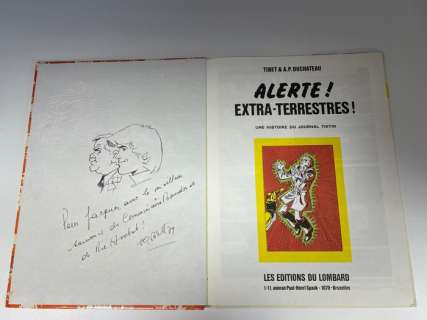 Pour Jacques avec le meilleur
souvenir du Commissaire Bourdon et
de Ric Hochet !
TIBET & A.P. DUCHATEAU
ALERTE !
EXTRA-TERRESTRES !
UNE HISTOIRE DU JOURNAL TINTIN
LES EDITIONS DU LOMBARD
1-11, avenue Paul-Henri Spaak - 1070 - Bruxelles